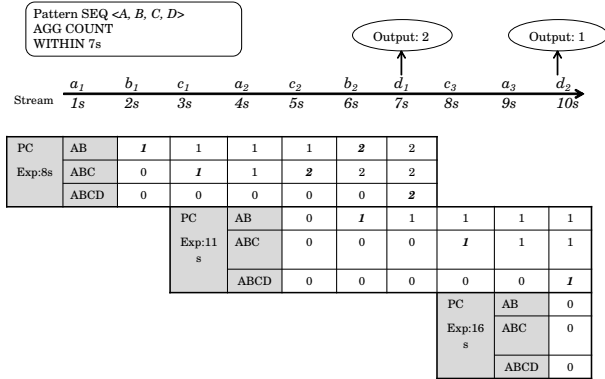 Pattern SEQ <A, B, C, D>
AGG COUNT
WITHIN 7s
Output: 2
Output: 1
a1 b1 c1 a2 c2 b2 d1 c3 a3 d2
Stream 1s 2s 3s 4s 5s 6s 7s 8s 9s 10s
PC AB 1 1 1 1 2 2
Exp:8s ABC 0 1 1 2 2 2
ABCD 0 0 0 0 0 2
PC AB 0 1 1 1 1 1
Exp:11 s ABC 0 0 0 1 1 1
ABCD 0 0 0 0 0 1
PC AB 0
Exp:16 s ABC 0
ABCD 0